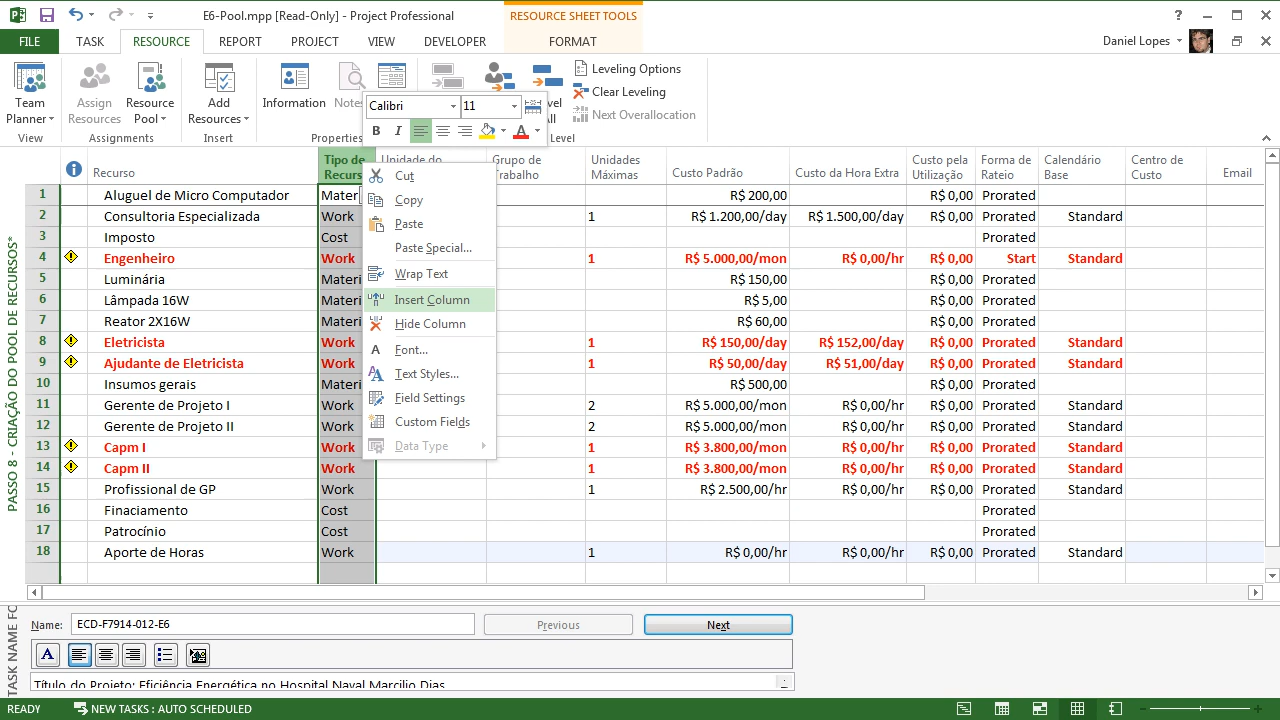 E6-Pool.mpp [Read-Only] - Project Professional
RESOURCE SHEET TOOLS
FILE TASK RESOURCE REPORT PROJECT VIEW DEVELOPER FORMAT
Daniel Lopes
Team Planner
View
Assign Resources
Resource Pool
Assignments
Add Resources
Insert
Information
Notes
Properties
Leveling Options
Clear Leveling
Next Overallocation
All
Level
Calibri 11
B I A
Cut
Copy
Paste
Paste Special...
Wrap Text
Insert Column
Hide Column
Font...
Text Styles...
Field Settings
Custom Fields
Data Type
Recurso Tipo de Recurs Unidade do Grupo de Trabalho Unidades Máximas Custo Padrão Custo da Hora Extra Custo pela Utilização Forma de Rateio Calendário Base Centro de Custo Email
1 Aluguel de Micro Computador Mater R$ 200,00 R$ 0,00 Prorated
2 Consultoria Especializada Work 1 R$ 1.200,00/day R$ 1.500,00/day R$ 0,00 Prorated Standard
3 Imposto Cost Prorated
4 Engenheiro Work 1 R$ 5.000,00/mon R$ 0,00/hr R$ 0,00 Start Standard
5 Luminária Materi R$ 150,00 R$ 0,00 Prorated
6 Lâmpada 16W Materi R$ 5,00 R$ 0,00 Prorated
7 Reator 2X16W Materi R$ 60,00 R$ 0,00 Prorated
8 Eletricista Work 1 R$ 150,00/day R$ 152,00/day R$ 0,00 Prorated Standard
9 Ajudante de Eletricista Work 1 R$ 50,00/day R$ 51,00/day R$ 0,00 Prorated Standard
10 Insumos gerais Materi R$ 500,00 R$ 0,00 Prorated
11 Gerente de Projeto I Work 2 R$ 5.000,00/mon R$ 0,00/hr R$ 0,00 Prorated Standard
12 Gerente de Projeto II Work 2 R$ 5.000,00/mon R$ 0,00/hr R$ 0,00 Prorated Standard
13 Capm I Work 1 R$ 3.800,00/mon R$ 0,00/hr R$ 0,00 Prorated Standard
14 Capm II Work 1 R$ 3.800,00/mon R$ 0,00/hr R$ 0,00 Prorated Standard
15 Profissional de GP Work 1 R$ 2.500,00/hr R$ 0,00/hr R$ 0,00 Prorated Standard
16 Finaciamento Cost Prorated
17 Patrocínio Cost Prorated
18 Aporte de Horas Work 1 R$ 0,00/hr R$ 0,00/hr R$ 0,00 Prorated Standard
PASSO 8 - CRIAÇÃO DO POOL DE RECURSOS*
TASK NAME FC
Name: ECD-F7914-012-E6 Previous Next
Título do Projeto: Eficiência Energética no Hospital Naval Marcilio Dias
READY NEW TASKS : AUTO SCHEDULED